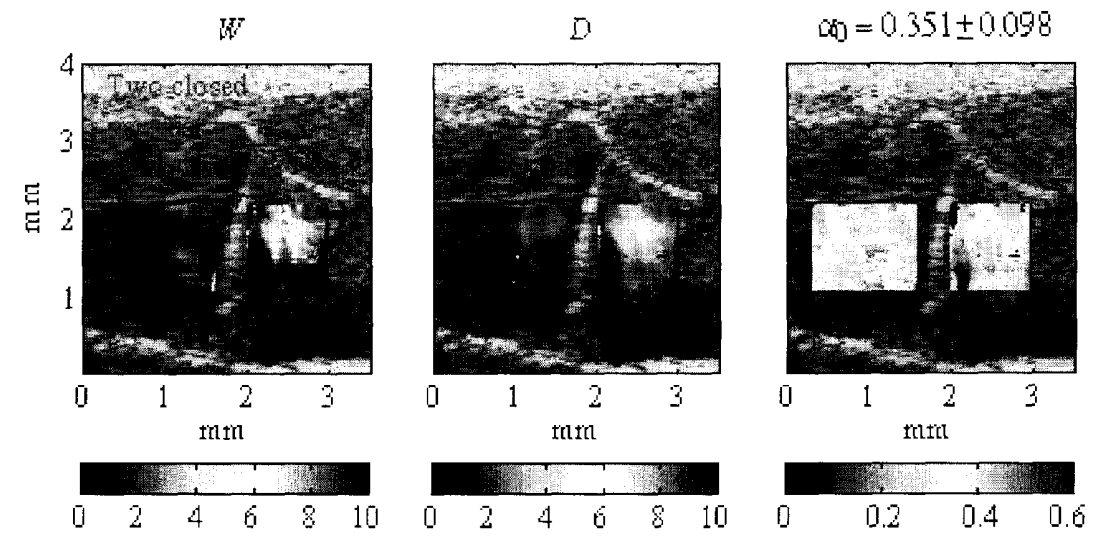 W D α₀ = 0.351±0.098
4 Two-closed
3
mm
2
1
0 1 2 3 0 1 2 3 0 1 2 3
mm mm mm
0 2 4 6 8 10 0 2 4 6 8 10 0 0.2 0.4 0.6